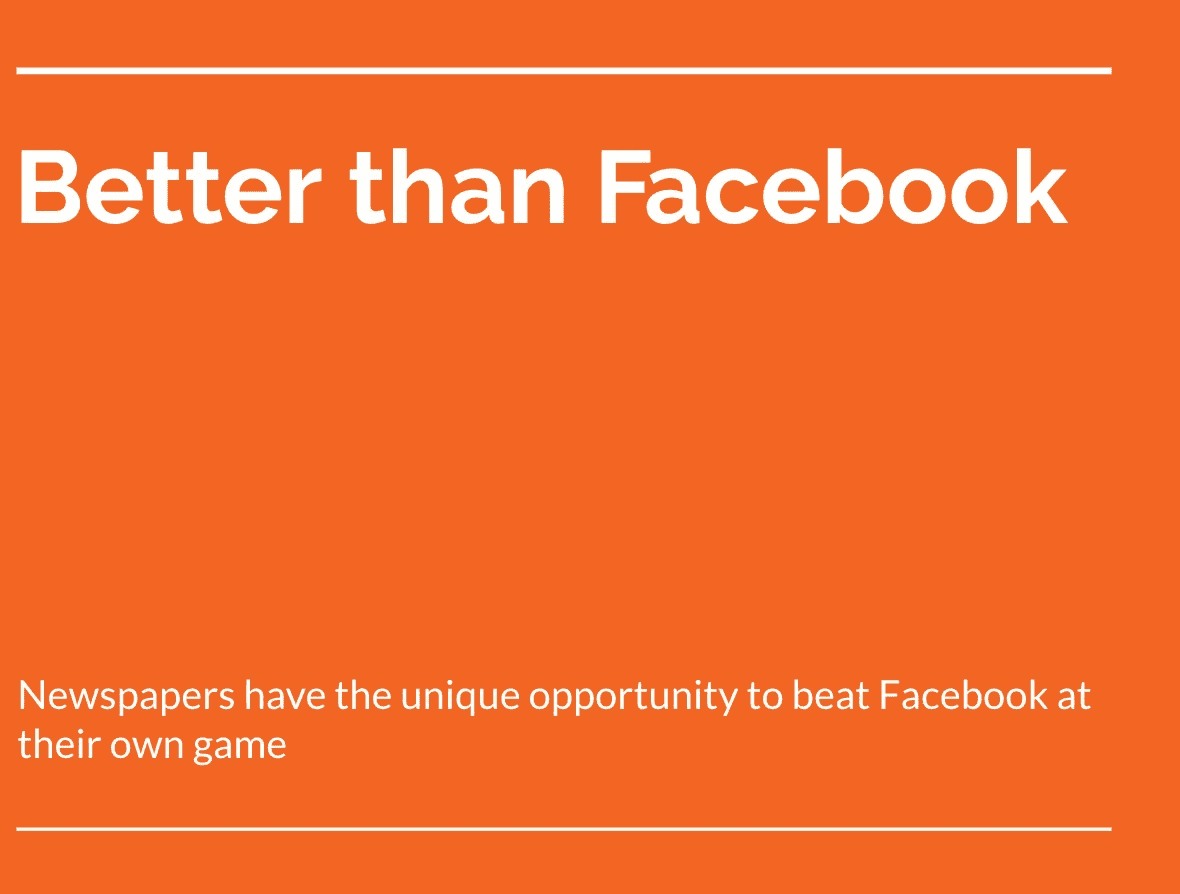 Better than Facebook
Newspapers have the unique opportunity to beat Facebook at
their own game